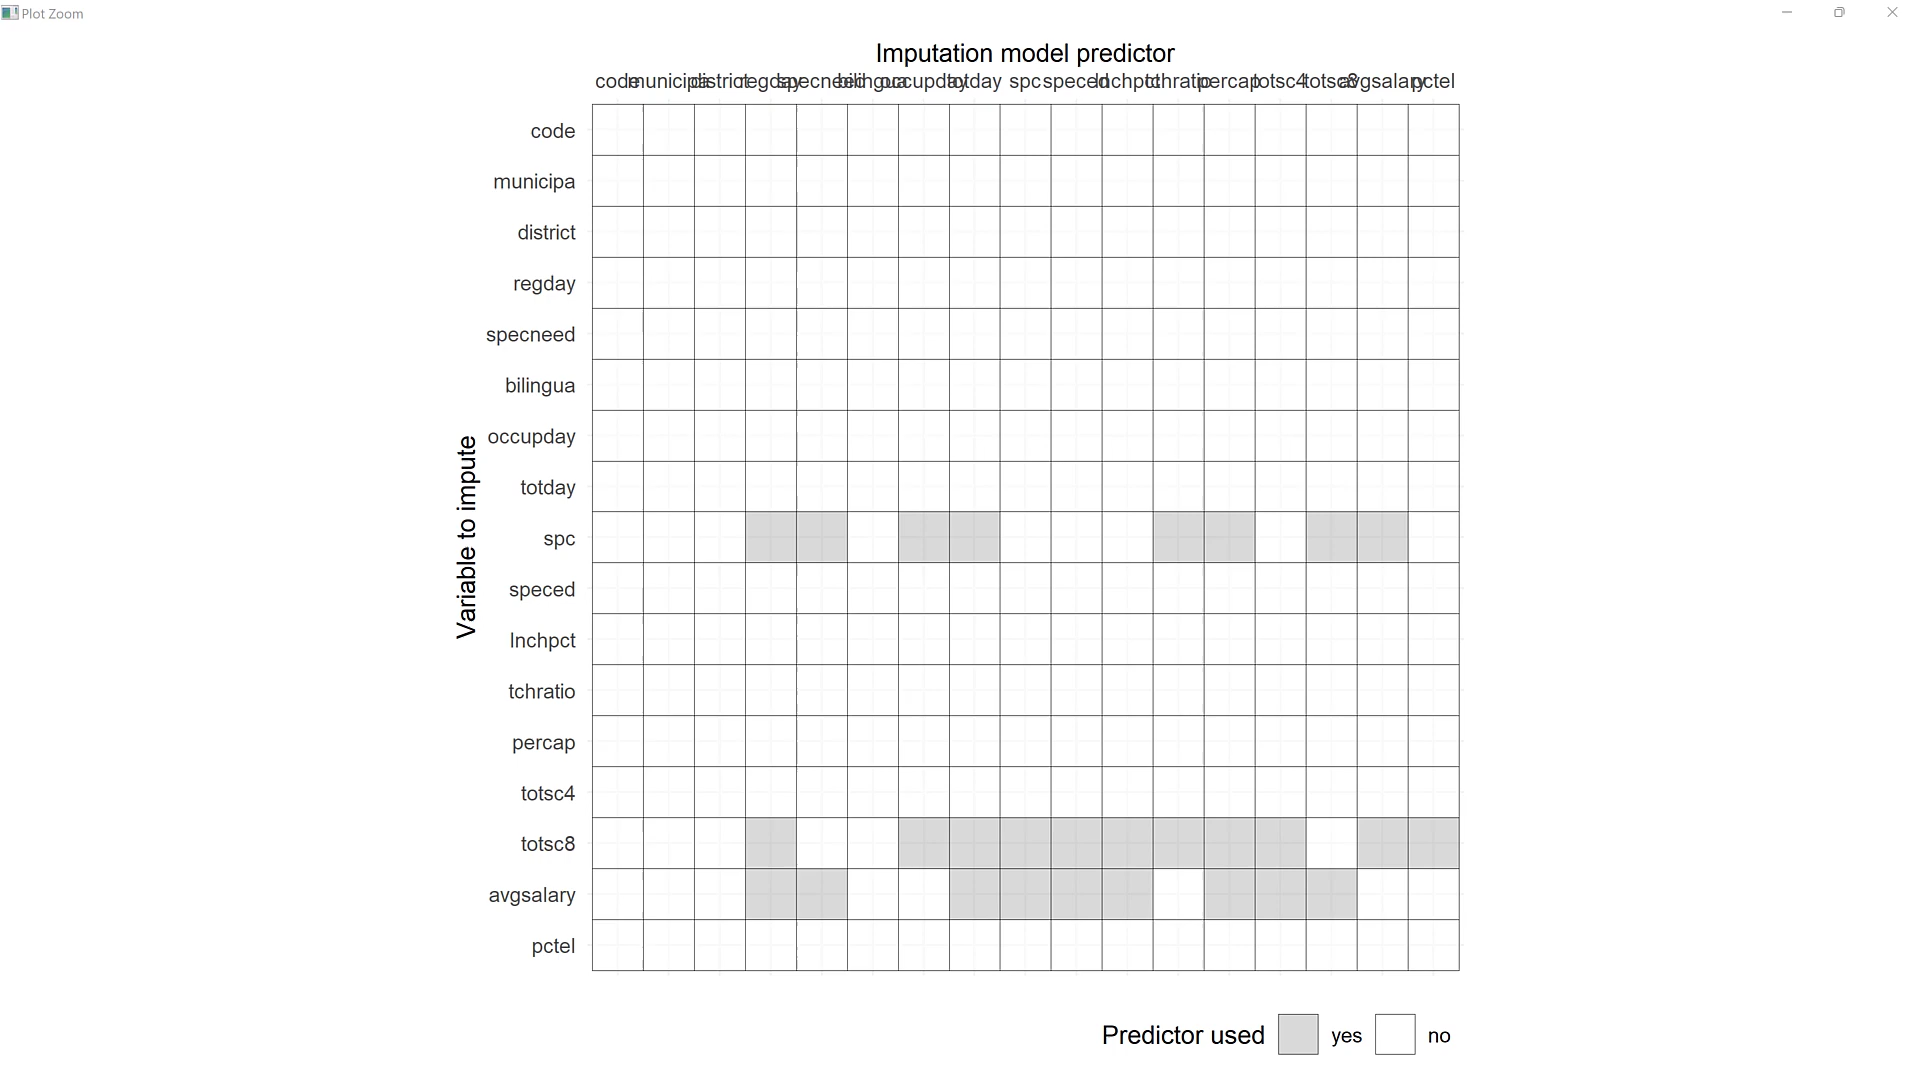 Plot Zoom
Imputation model predictor
code municipa district regday specneed bilingua occupday totday spc speced lnchpct tchratio percap totsc4 totsc8 avgsalary pctel
code
municipa
district
regday
specneed
bilingua
occupday
totday
spc
speced
lnchpct
tchratio
percap
totsc4
totsc8
avgsalary
pctel
Variable to impute
Predictor used yes no